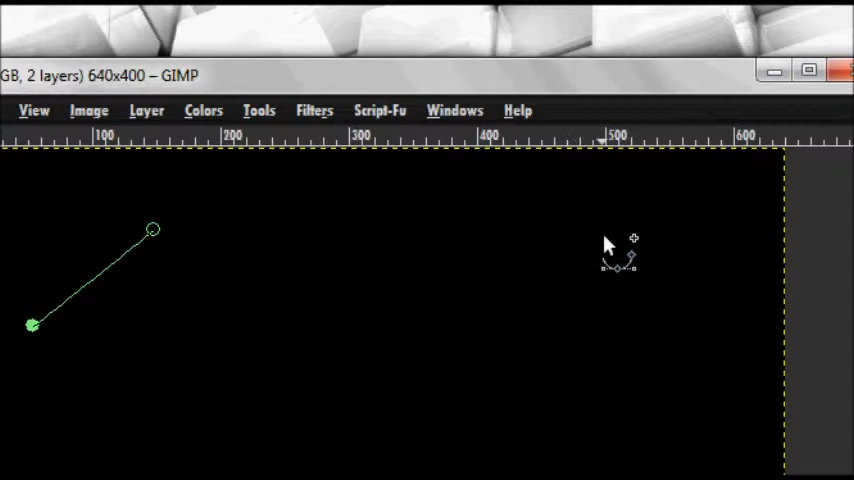 GB, 2 layers) 640x400 – GIMP
View Image Layer Colors Tools Filters Script-Fu Windows Help
100 200 300 400 500 600